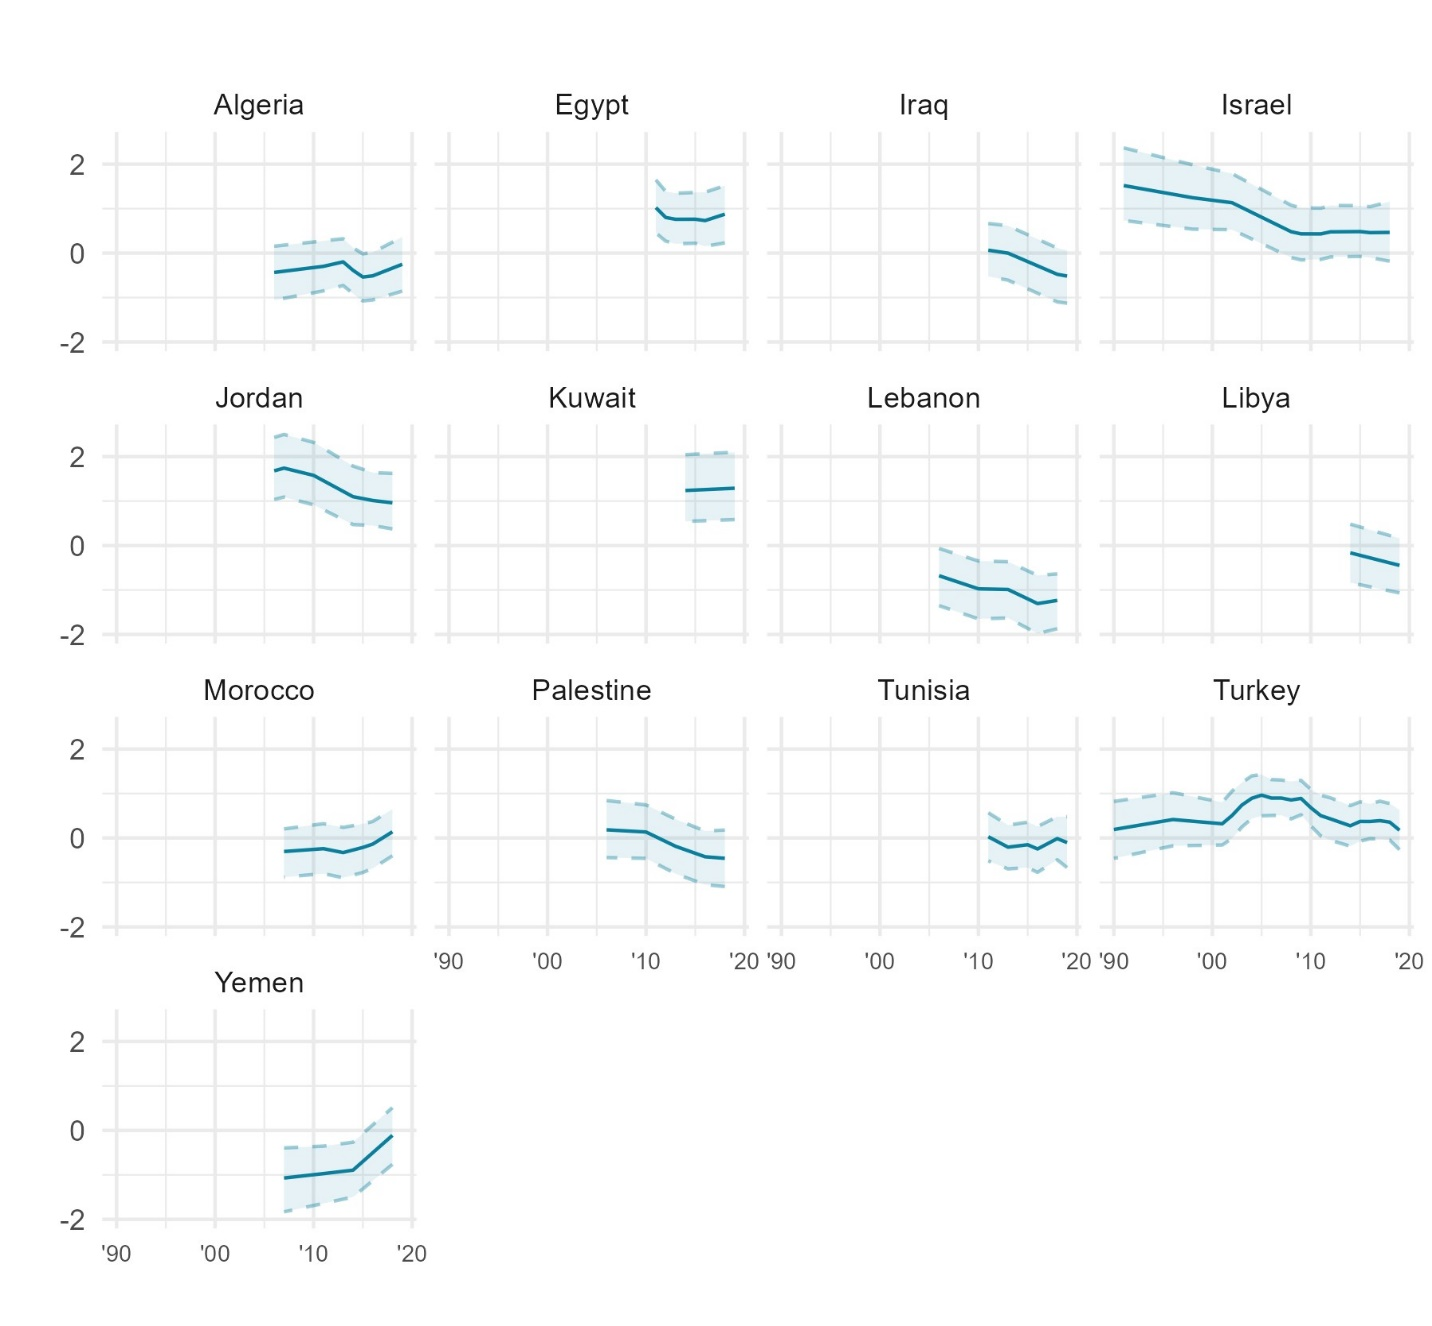 Algeria Egypt Iraq Israel
2
0
-2
Jordan Kuwait Lebanon Libya
2
0
-2
Morocco Palestine Tunisia Turkey
2
0
-2
'90 '00 '10 '20 '90 '00 '10 '20 '90 '00 '10 '20
Yemen
2
0
-2
'90 '00 '10 '20